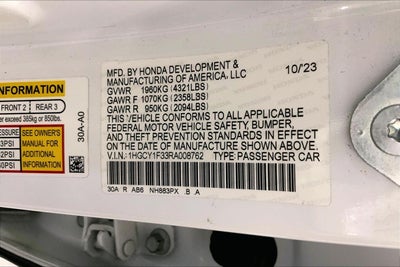 INFORMATION
FRONT 2 REAR 3
er exceed 385kg or 850lbs.
SEE OWNER'S
MANUAL FOR
ADDITIONAL
INFORMATION
30A-A0
MFD. BY HONDA DEVELOPMENT & 10/23
MANUFACTURING OF AMERICA, LLC
GVWR 1960KG (4321LBS)
GAWR F 1070KG (2358LBS)
GAWR R 950KG (2094LBS)
THIS VEHICLE CONFORMS TO ALL APPLICABLE
FEDERAL MOTOR VEHICLE SAFETY, BUMPER,
AND THEFT PREVENTION STANDARDS IN EFFECT
ON THE DATE OF MANUFACTURE SHOWN ABOVE.
V.I.N.: 1HGCY1F33RA008762 TYPE:PASSENGER CAR
30A R AB6 NH883PX B A